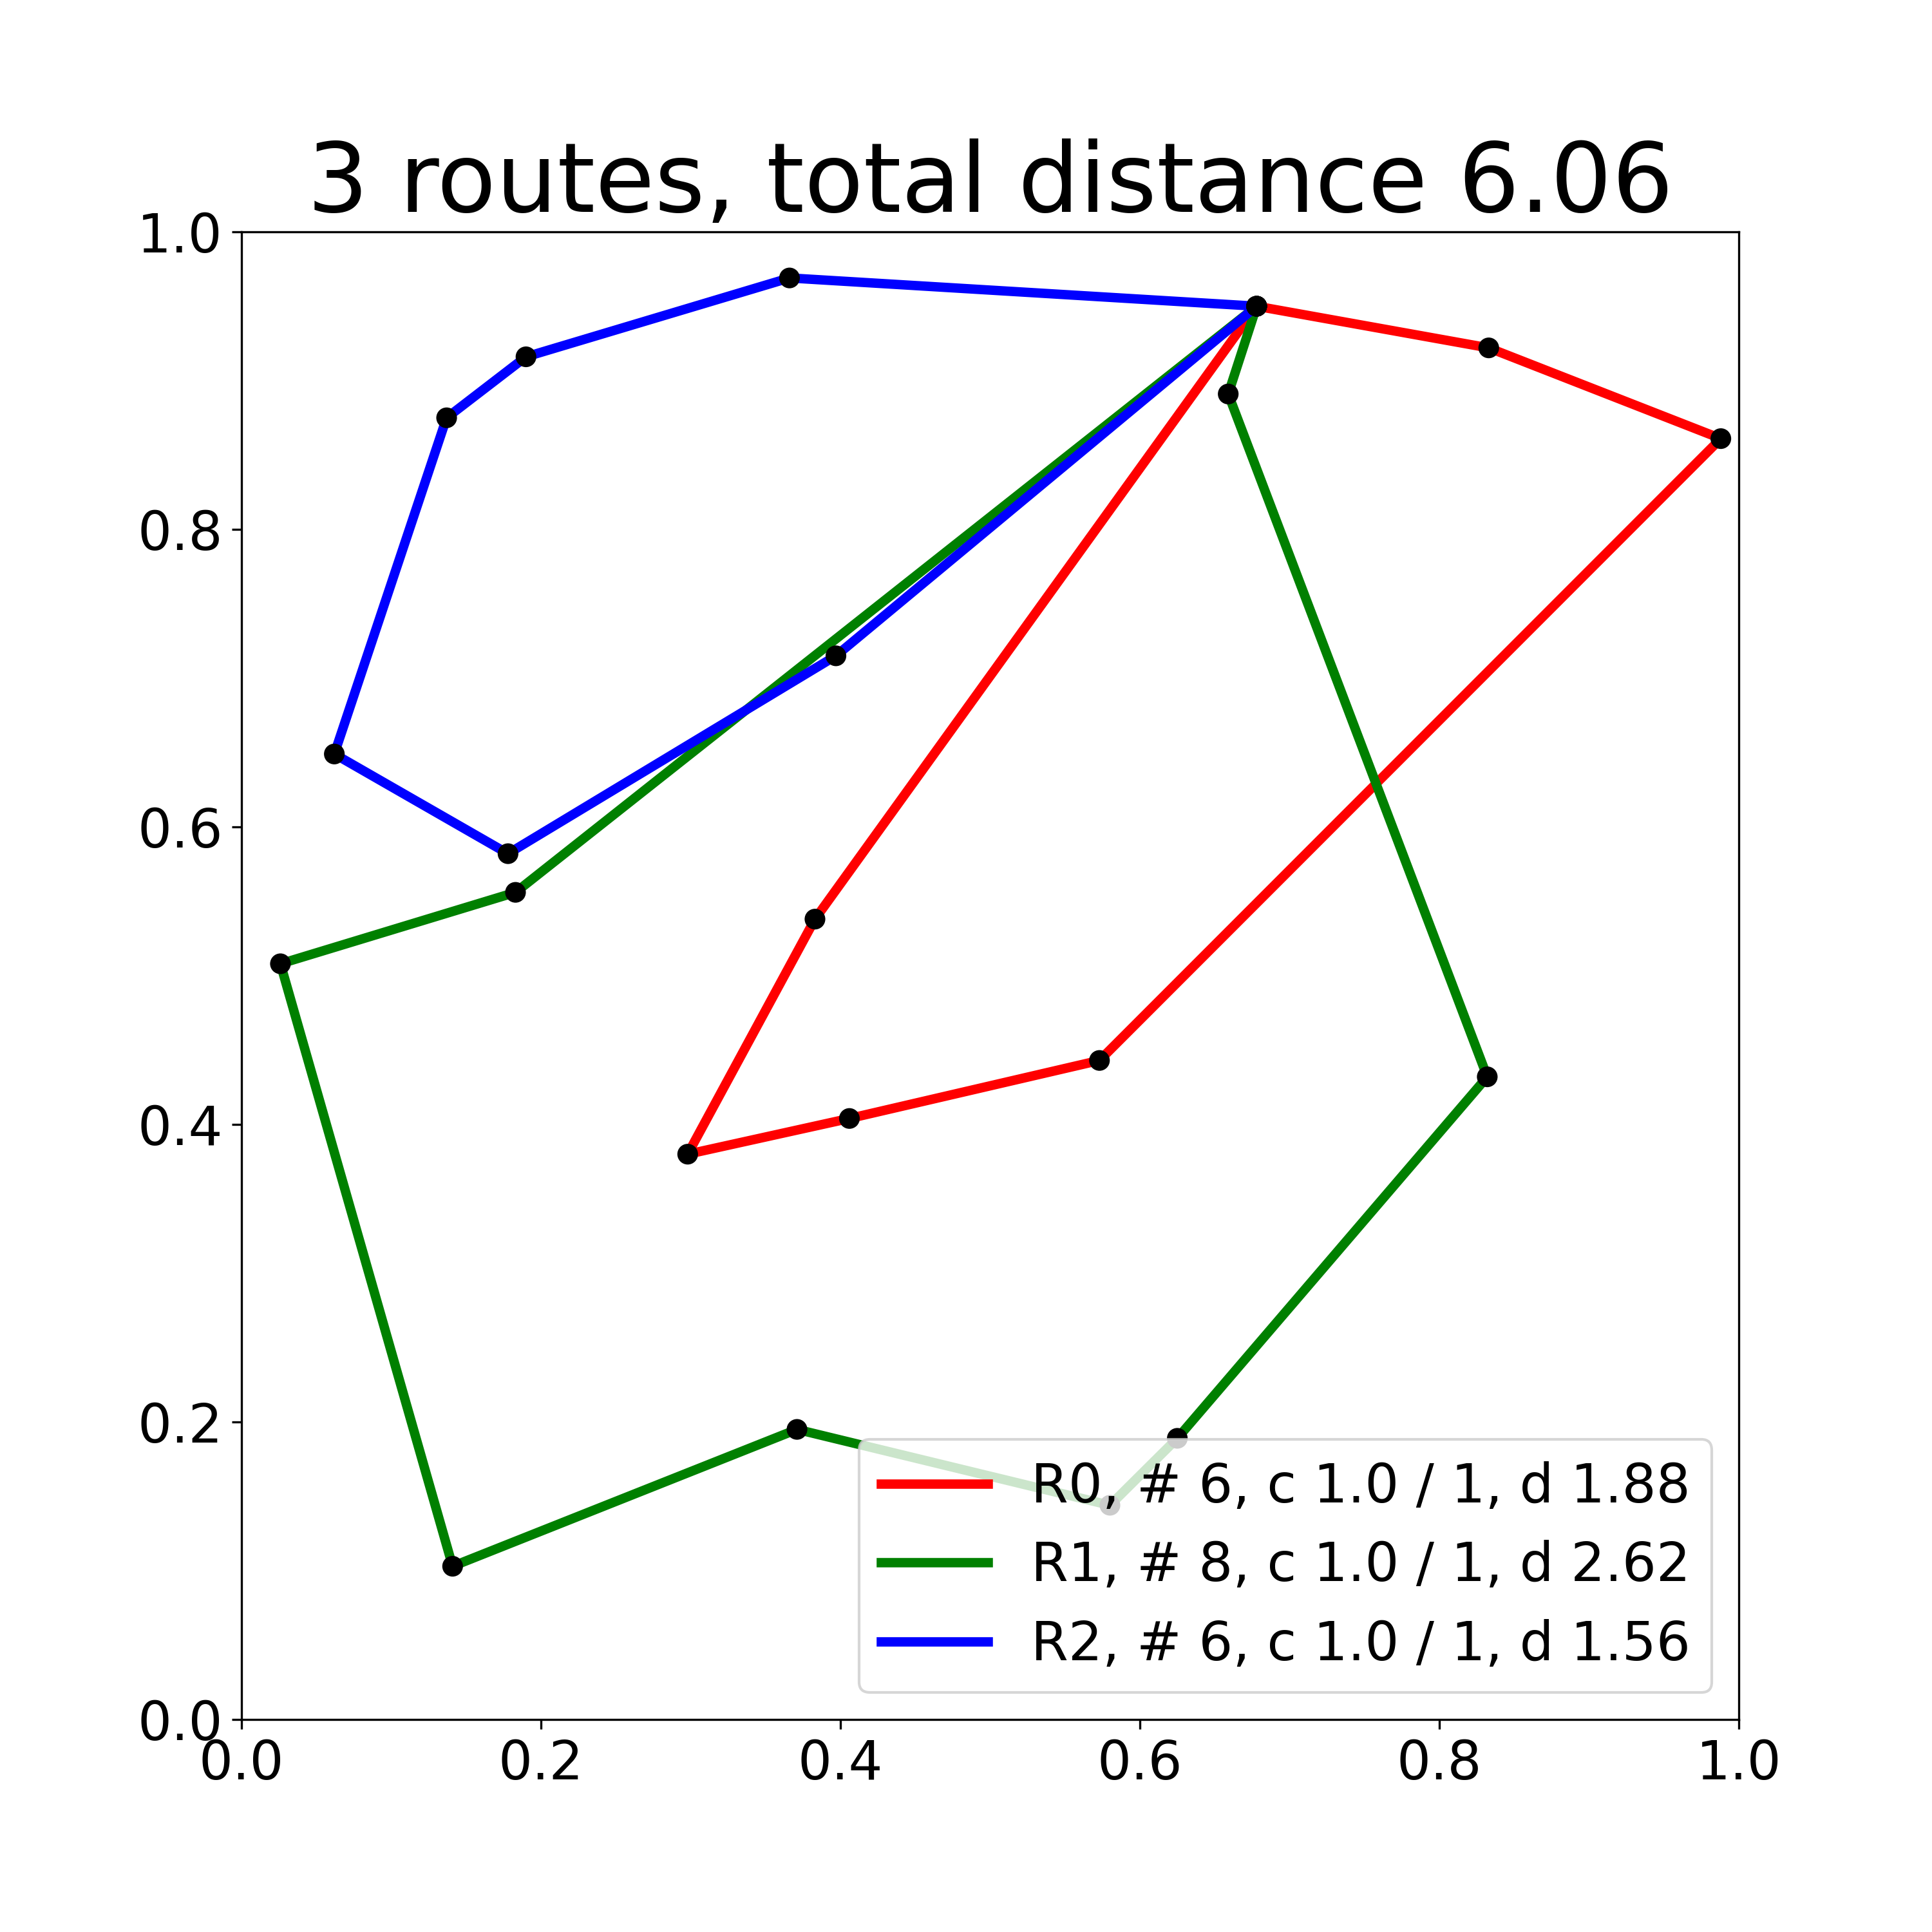 3 routes, total distance 6.06
1.0
0.8
0.6
0.4
0.2
0.0
R0, # 6, c 1.0 / 1, d 1.88
R1, # 8, c 1.0 / 1, d 2.62
R2, # 6, c 1.0 / 1, d 1.56
0.0 0.2 0.4 0.6 0.8 1.0